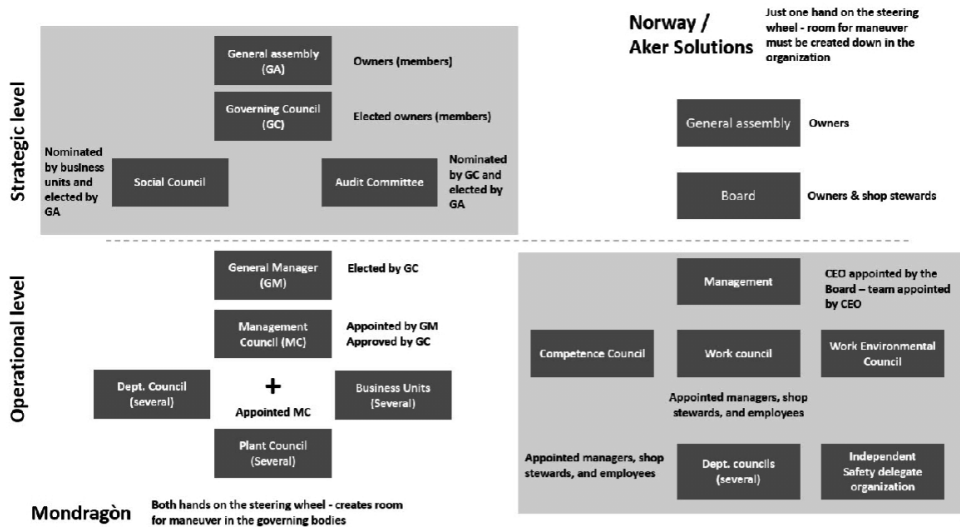 Strategic level
General assembly
(GA)
Owners (members)
Governing Council
(GC)
Elected owners (members)
Nominated
by business
units and
elected by
GA
Social Council
Audit Committee
Nominated
by GC and
elected by
GA
Norway /
Aker Solutions
Just one hand on the steering
wheel - room for maneuver
must be created down in the
organization
General assembly
Owners
Board
Owners & shop stewards
Operational level
General Manager
(GM)
Elected by GC
Management
Council (MC)
Appointed by GM
Approved by GC
Dept. Council
(several)
+
Appointed MC
Business Units
(Several)
Plant Council
(Several)
Mondragòn
Both hands on the steering wheel - creates room
for maneuver in the governing bodies
Management
CEO appointed by the
Board – team appointed
by CEO
Competence Council
Work council
Work Environmental
Council
Appointed managers, shop
stewards, and employees
Appointed managers, shop
stewards, and employees
Dept. councils
(several)
Independent
Safety delegate
organization